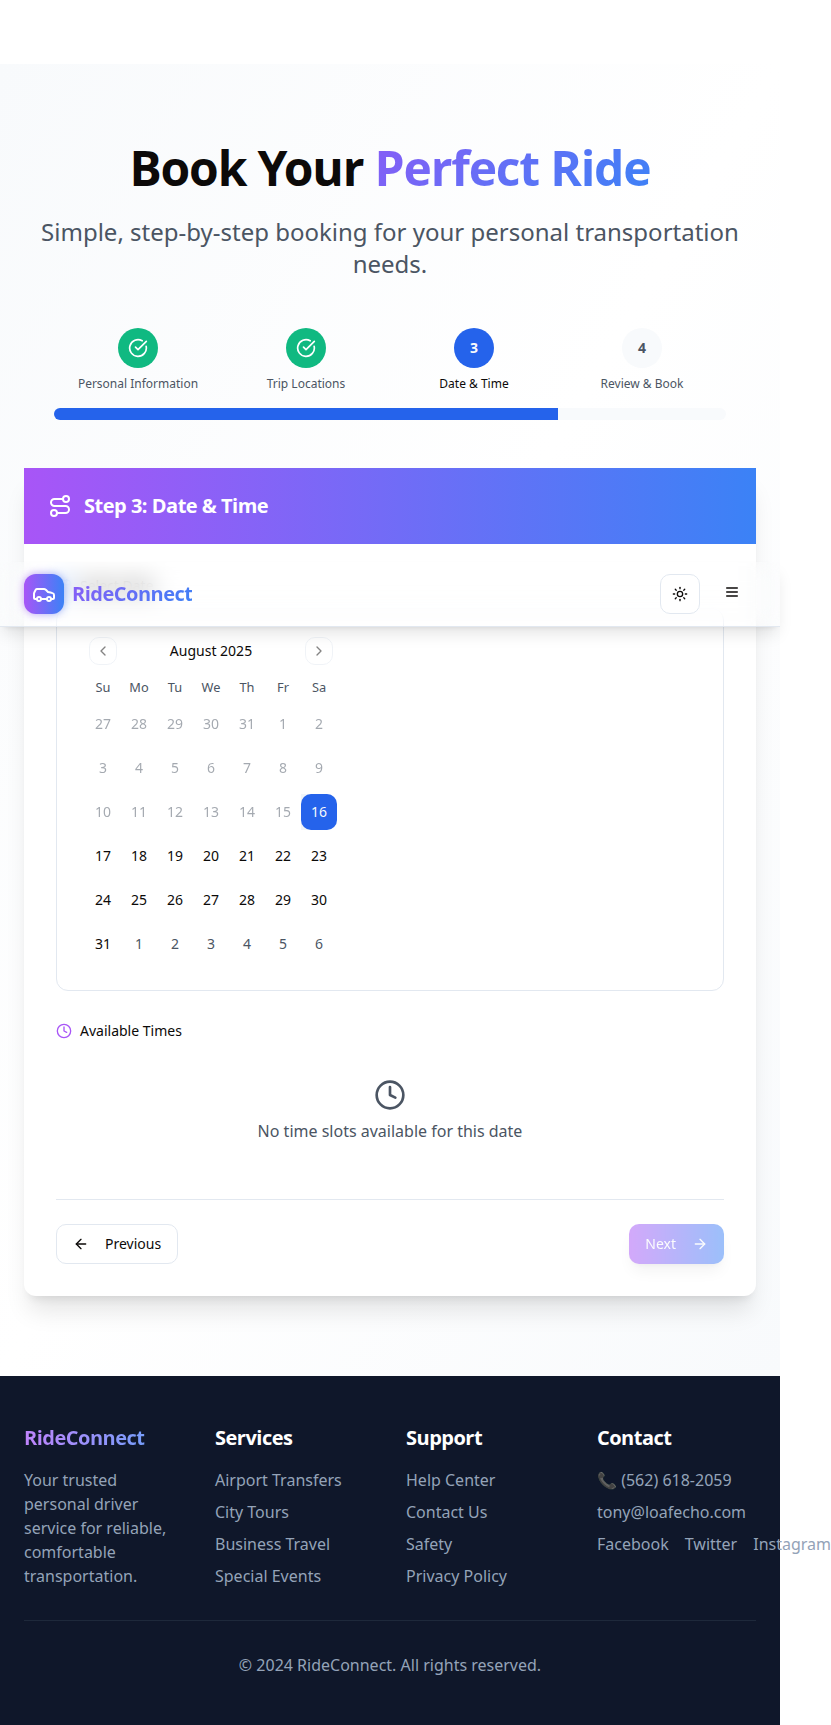 Book Your Perfect Ride
Simple, step-by-step booking for your personal transportation
needs.
3
4
Personal Information
Trip Locations
Date & Time
Review & Book
Step 3: Date & Time
RideConnect
August 2025
Su Mo Tu We Th Fr Sa
27 28 29 30 31 1 2
3 4 5 6 7 8 9
10 11 12 13 14 15 16
17 18 19 20 21 22 23
24 25 26 27 28 29 30
31 1 2 3 4 5 6
Available Times
No time slots available for this date
Previous
Next
RideConnect
Your trusted
personal driver
service for reliable,
comfortable
transportation.
Services
Airport Transfers
City Tours
Business Travel
Special Events
Support
Help Center
Contact Us
Safety
Privacy Policy
Contact
📞 (562) 618-2059
tony@loafecho.com
Facebook Twitter Instagram
© 2024 RideConnect. All rights reserved.